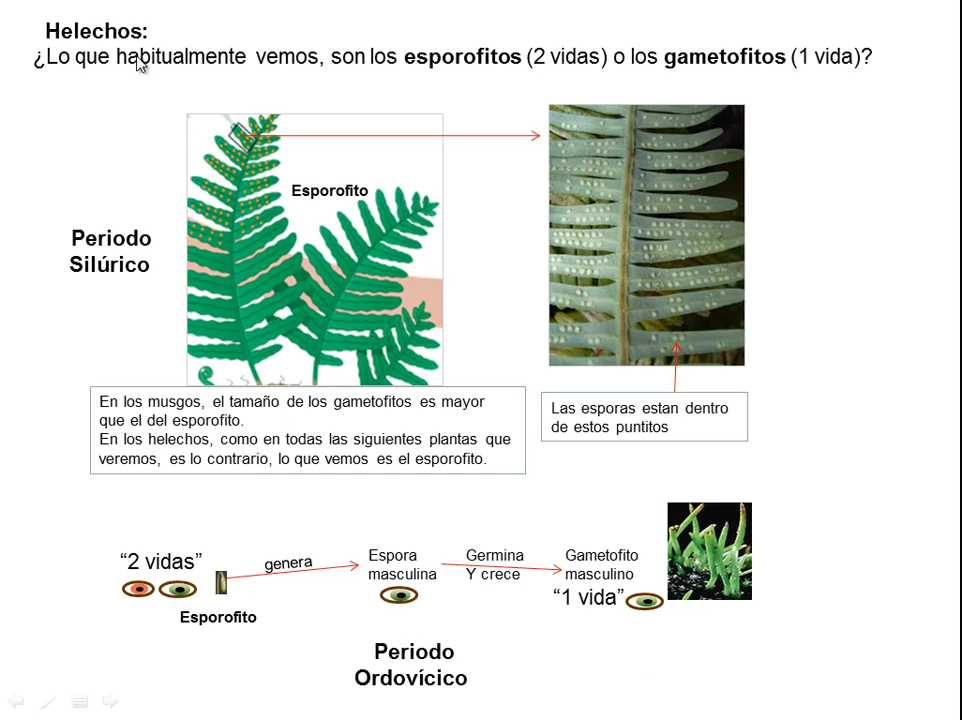 Helechos:
¿Lo que habitualmente vemos, son los esporofitos (2 vidas) o los gametofitos (1 vida)?
Esporofito
Periodo
Silúrico
En los musgos, el tamaño de los gametofitos es mayor
que el del esporofito.
En los helechos, como en todas las siguientes plantas que
veremos, es lo contrario, lo que vemos es el esporofito.
Las esporas estan dentro
de estos puntitos
“2 vidas”
Esporofito
genera
Espora
masculina
Germina
Y crece
Gametofito
masculino
“1 vida”
Periodo
Ordovícico